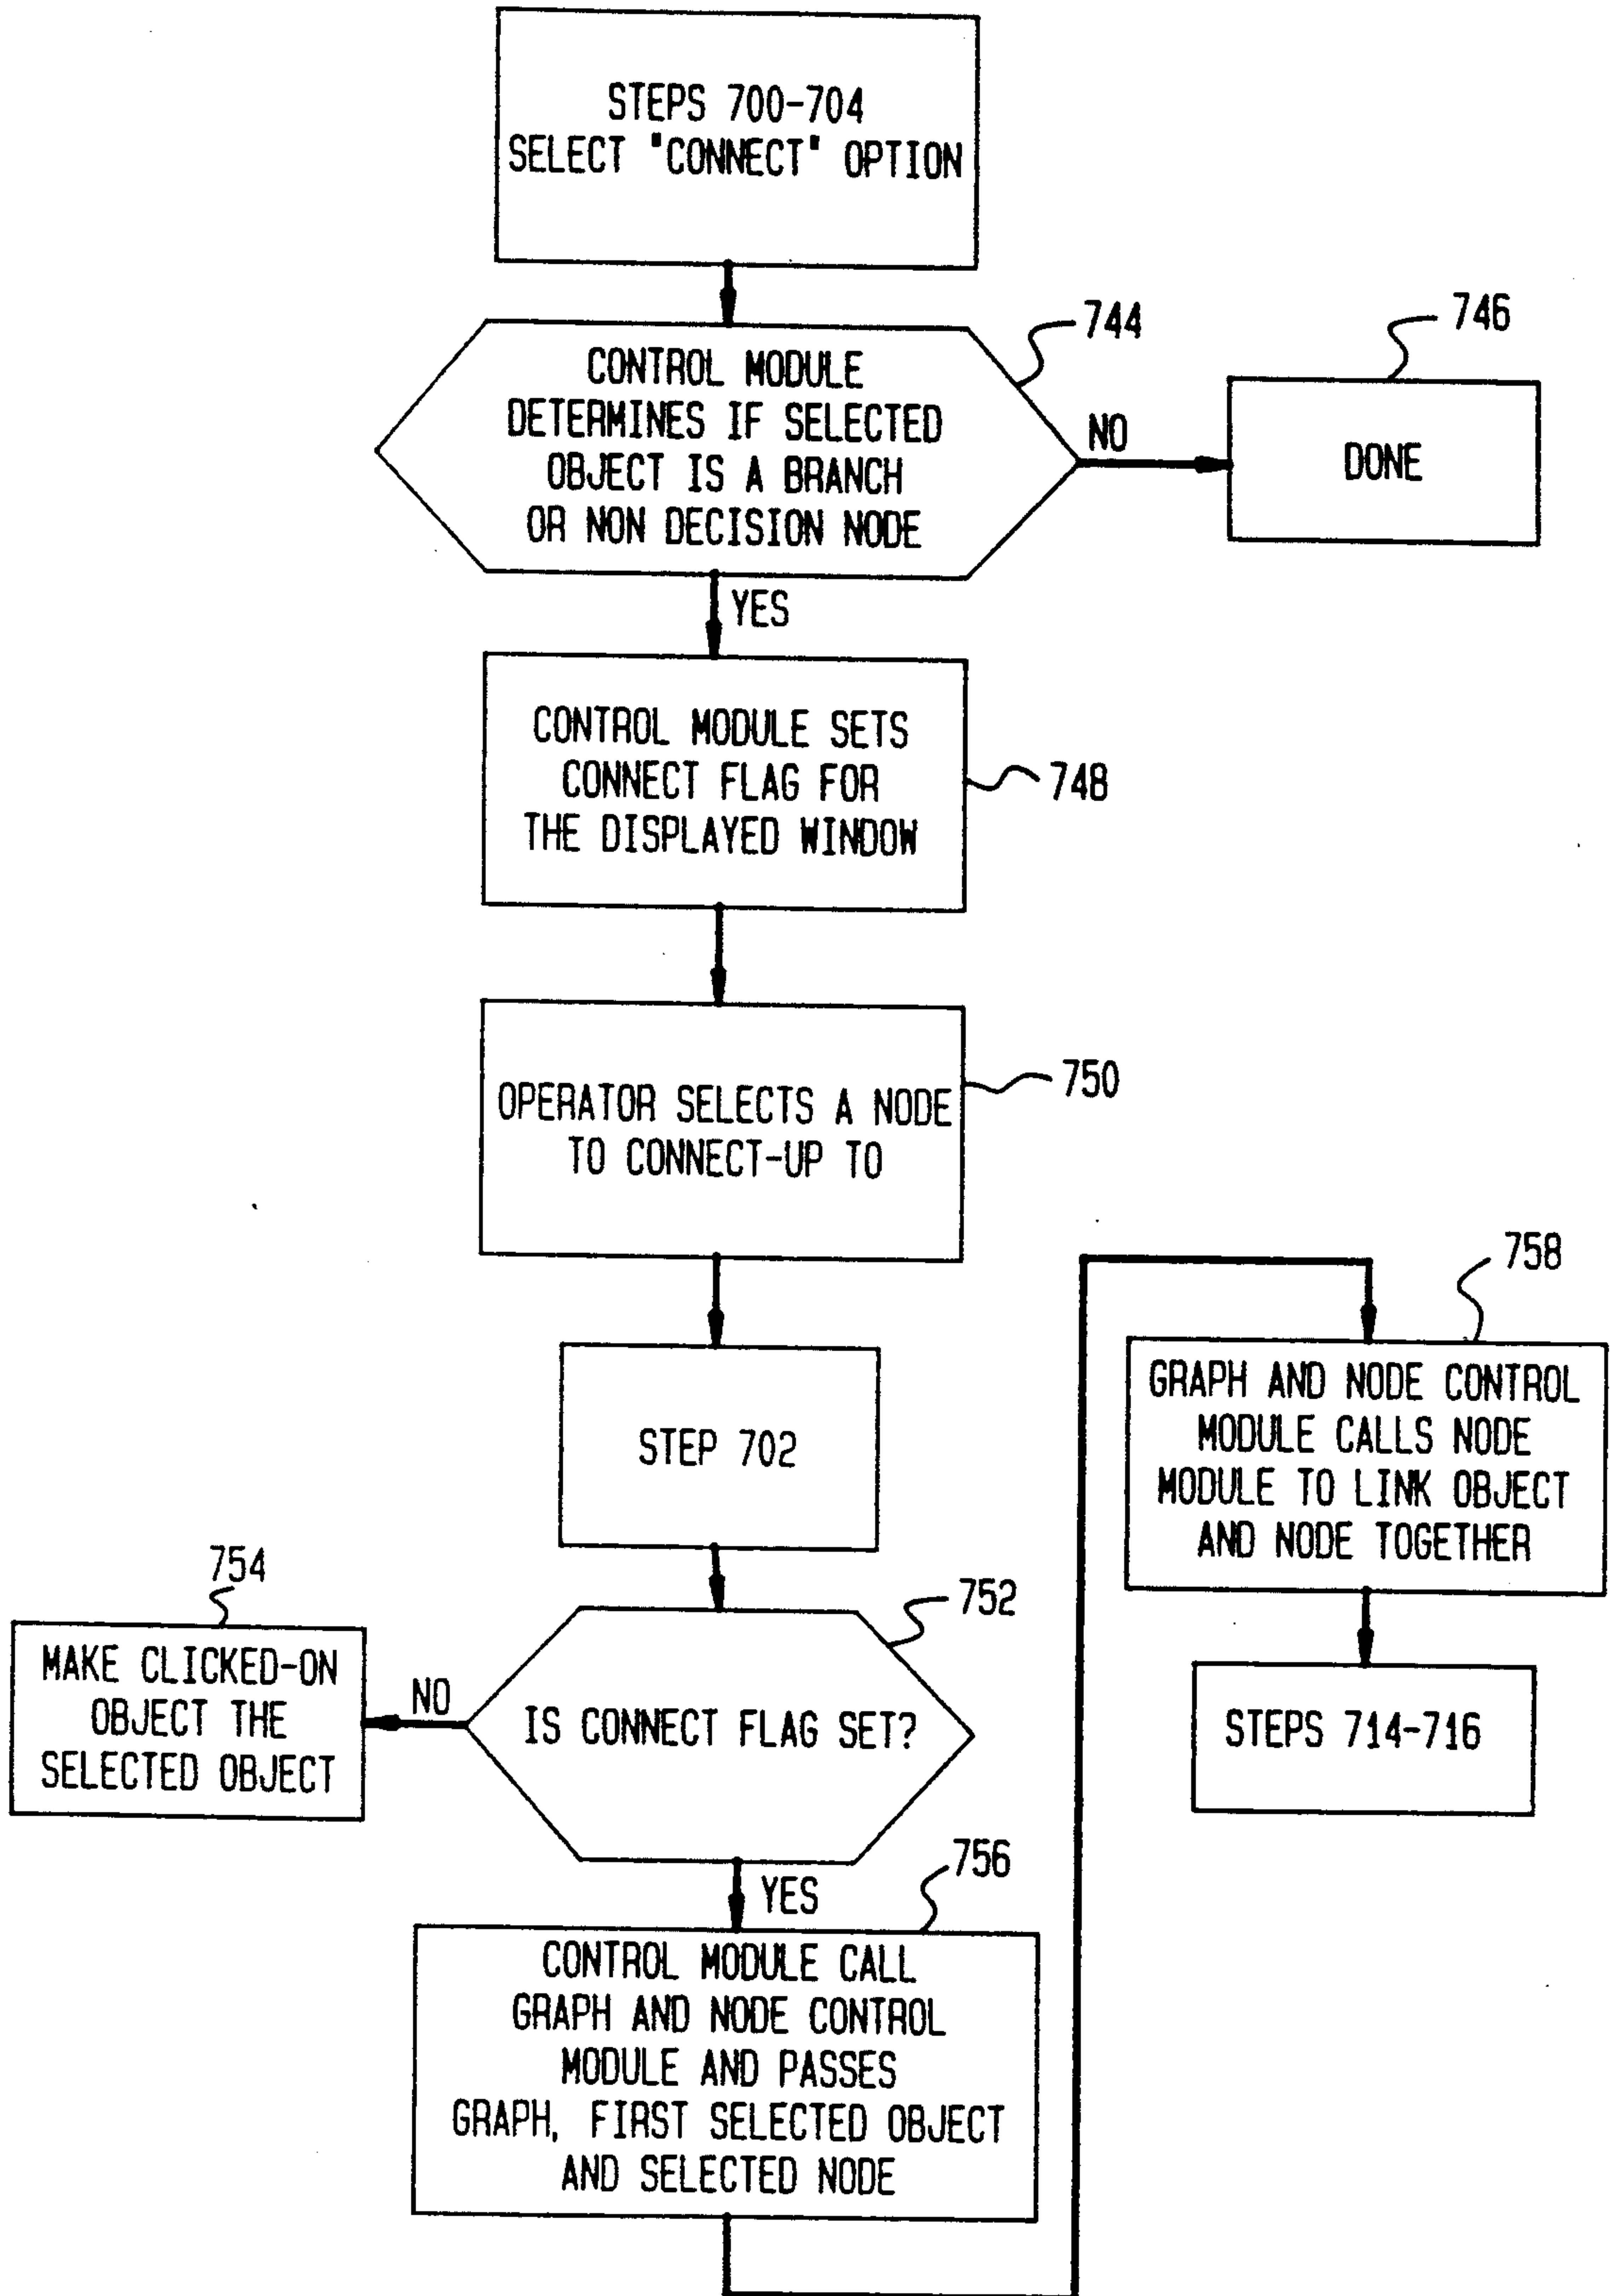 STEPS 700-704
SELECT "CONNECT" OPTION
744
CONTROL MODULE
DETERMINES IF SELECTED
OBJECT IS A BRANCH
OR NON DECISION NODE
NO
746
DONE
YES
CONTROL MODULE SETS
CONNECT FLAG FOR
THE DISPLAYED WINDOW
748
OPERATOR SELECTS A NODE
TO CONNECT-UP TO
750
STEP 702
752
IS CONNECT FLAG SET?
NO
754
MAKE CLICKED-ON
OBJECT THE
SELECTED OBJECT
YES
756
CONTROL MODULE CALL
GRAPH AND NODE CONTROL
MODULE AND PASSES
GRAPH, FIRST SELECTED OBJECT
AND SELECTED NODE
758
GRAPH AND NODE CONTROL
MODULE CALLS NODE
MODULE TO LINK OBJECT
AND NODE TOGETHER
STEPS 714-716